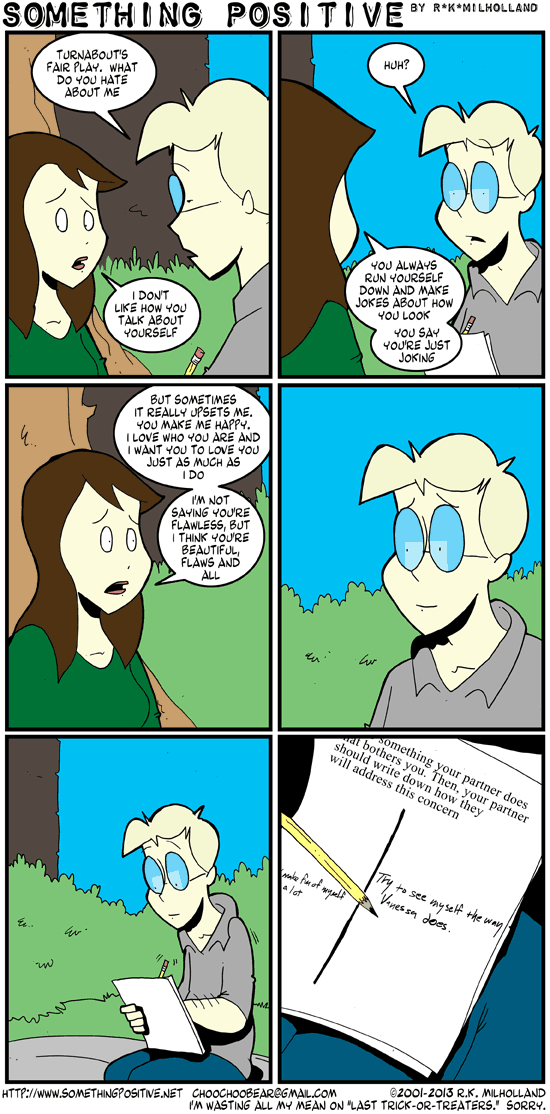 SOMETHING POSITIVE BY R*K*MILHOLLAND
TURNABOUT'S
FAIR PLAY. WHAT
DO YOU HATE
ABOUT ME
I DON'T
LIKE HOW YOU
TALK ABOUT
YOURSELF
HUH?
YOU ALWAYS
RUN YOURSELF
DOWN AND MAKE
JOKES ABOUT HOW
YOU LOOK
YOU SAY
YOU'RE JUST
JOKING
BUT SOMETIMES
IT REALLY UPSETS ME.
YOU MAKE ME HAPPY.
I LOVE WHO YOU ARE AND
I WANT YOU TO LOVE YOU
JUST AS MUCH AS
I DO
I'M NOT
SAYING YOU'RE
FLAWLESS, BUT
I THINK YOU'RE
BEAUTIFUL,
FLAWS AND
ALL
something your partner does
bothers you. Then, your partner
should write down how they
will address this concern
make fun of myself
a lot
Try to see myself the way
Vanessa does.
HTTP://WWW.SOMETHINGPOSITIVE.NET CHOOCHOOBEAR@GMAIL.COM ©2001-2013 R.K. MILHOLLAND
I'M WASTING ALL MY MEAN ON "LAST TRICK-OR-TREATERS." SORRY.